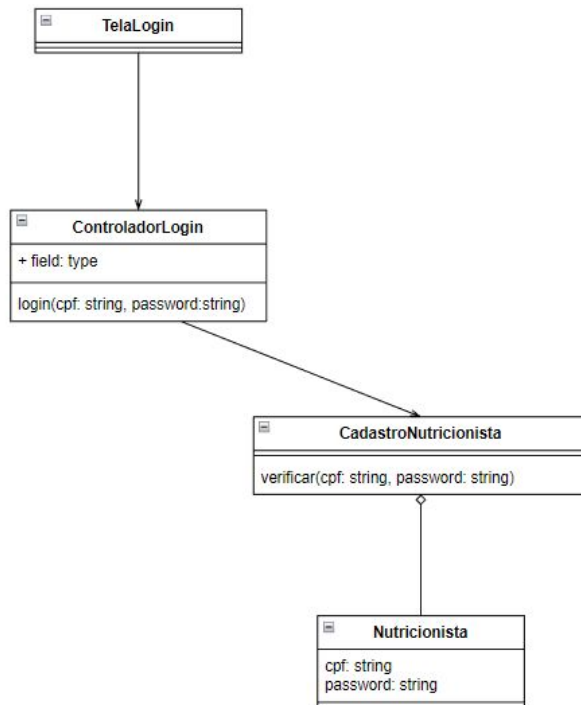 TelaLogin
ControladorLogin
+ field: type
login(cpf: string, password:string)
CadastroNutricionista
verificar(cpf: string, password: string)
Nutricionista
cpf: string
password: string